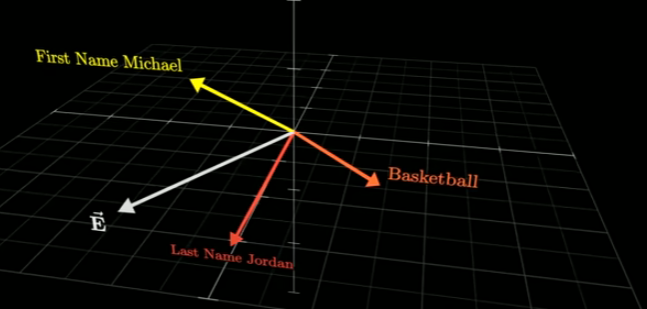 First Name Michael
Basketball
E⃗
Last Name Jordan